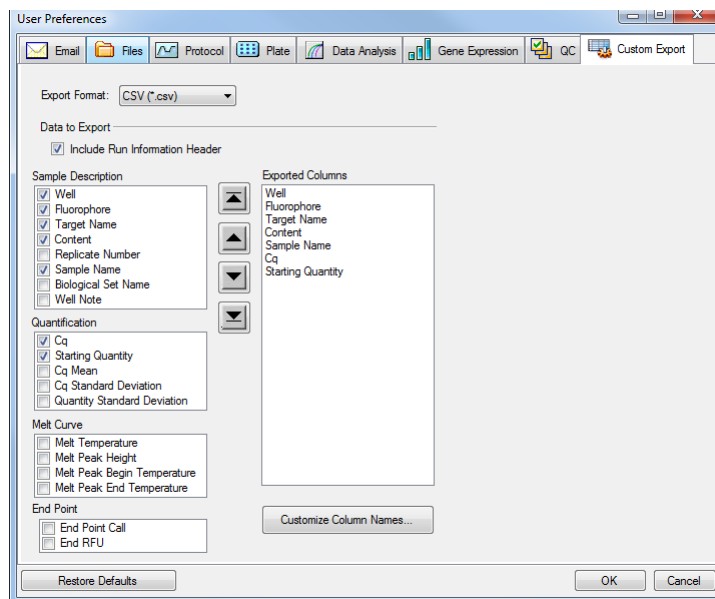 User Preferences
Email Files Protocol Plate Data Analysis Gene Expression QC Custom Export
Export Format: CSV (*.csv)
Data to Export
Include Run Information Header
Sample Description
Well
Fluorophore
Target Name
Content
Replicate Number
Sample Name
Biological Set Name
Well Note
Quantification
Cq
Starting Quantity
Cq Mean
Cq Standard Deviation
Quantity Standard Deviation
Melt Curve
Melt Temperature
Melt Peak Height
Melt Peak Begin Temperature
Melt Peak End Temperature
End Point
End Point Call
End RFU
Exported Columns
Well
Fluorophore
Target Name
Content
Sample Name
Cq
Starting Quantity
Customize Column Names...
Restore Defaults OK Cancel